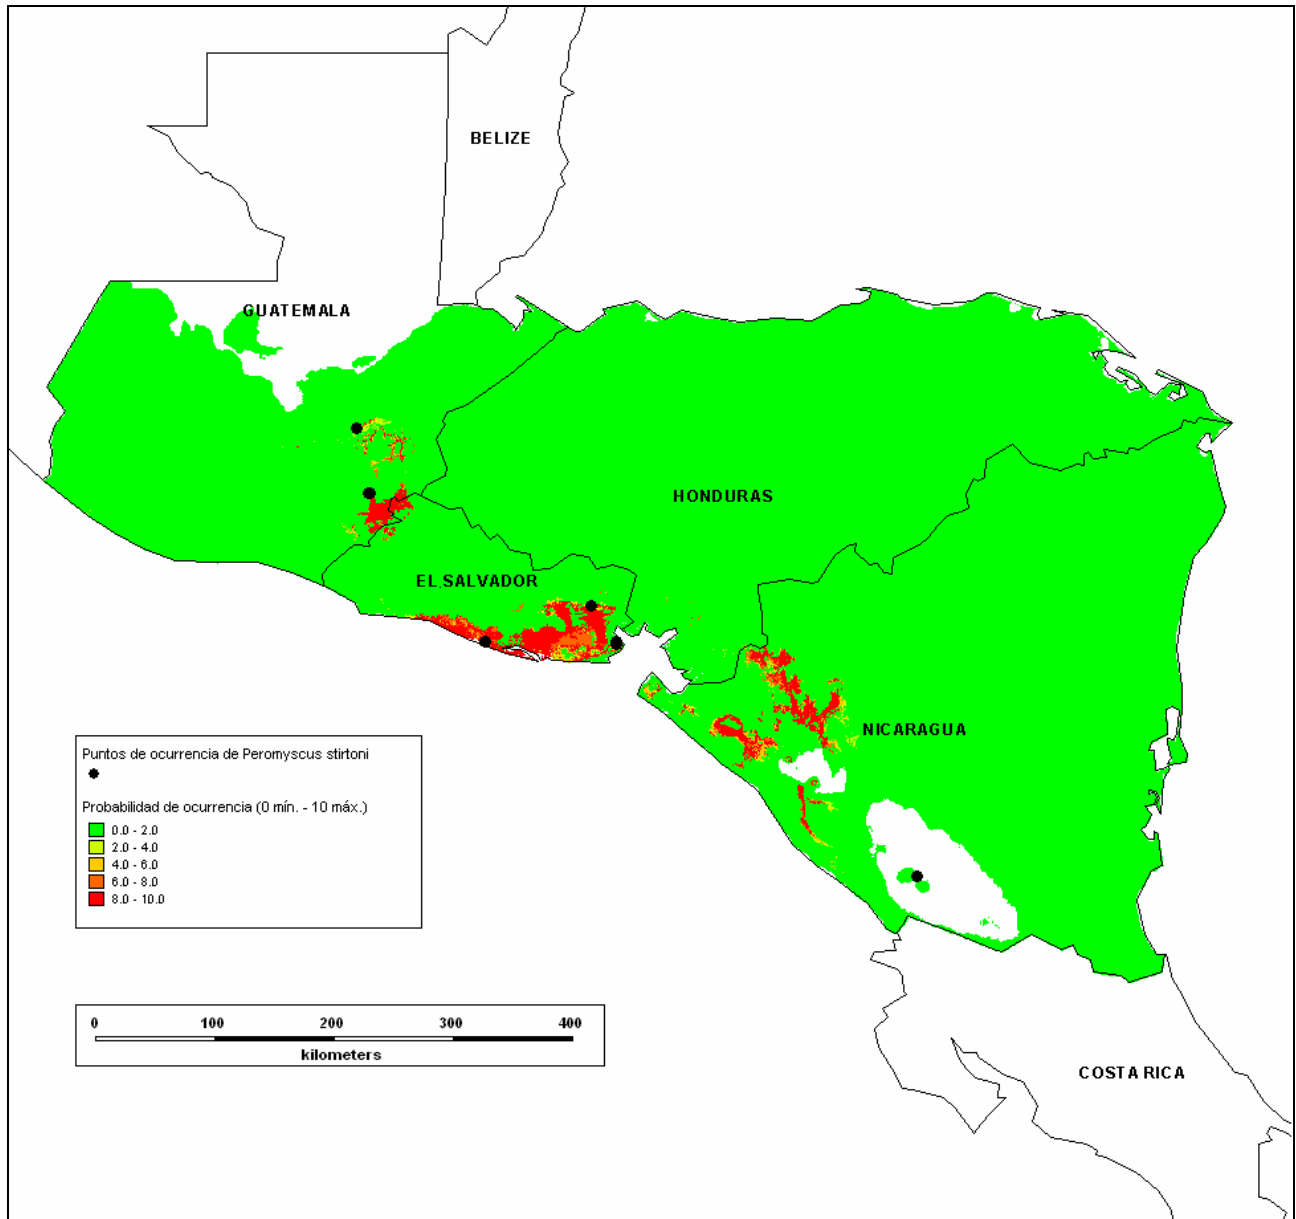 BELIZE
GUATEMALA
HONDURAS
EL SALVADOR
NICARAGUA
Puntos de ocurrencia de Peromyscus stirtoni
Probabilidad de ocurrencia (0 mín. - 10 máx.)
0.0 - 2.0
2.0 - 4.0
4.0 - 6.0
6.0 - 8.0
8.0 - 10.0
0 100 200 300 400
kilometers
COSTA RICA